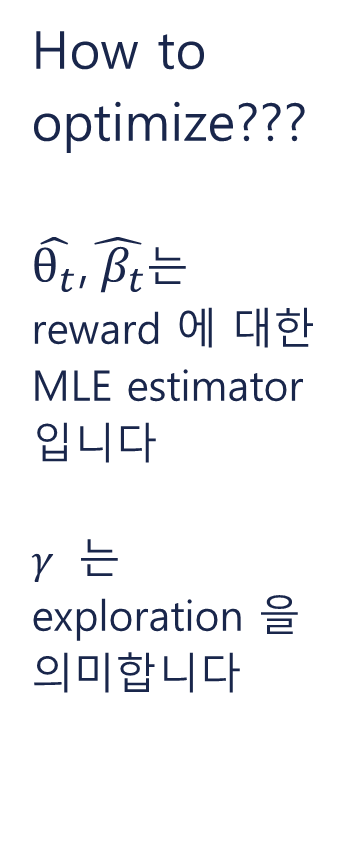 How to
optimize???
θ̂_t, β̂_t는
reward 에 대한
MLE estimator
입니다
γ 는
exploration 을
의미합니다